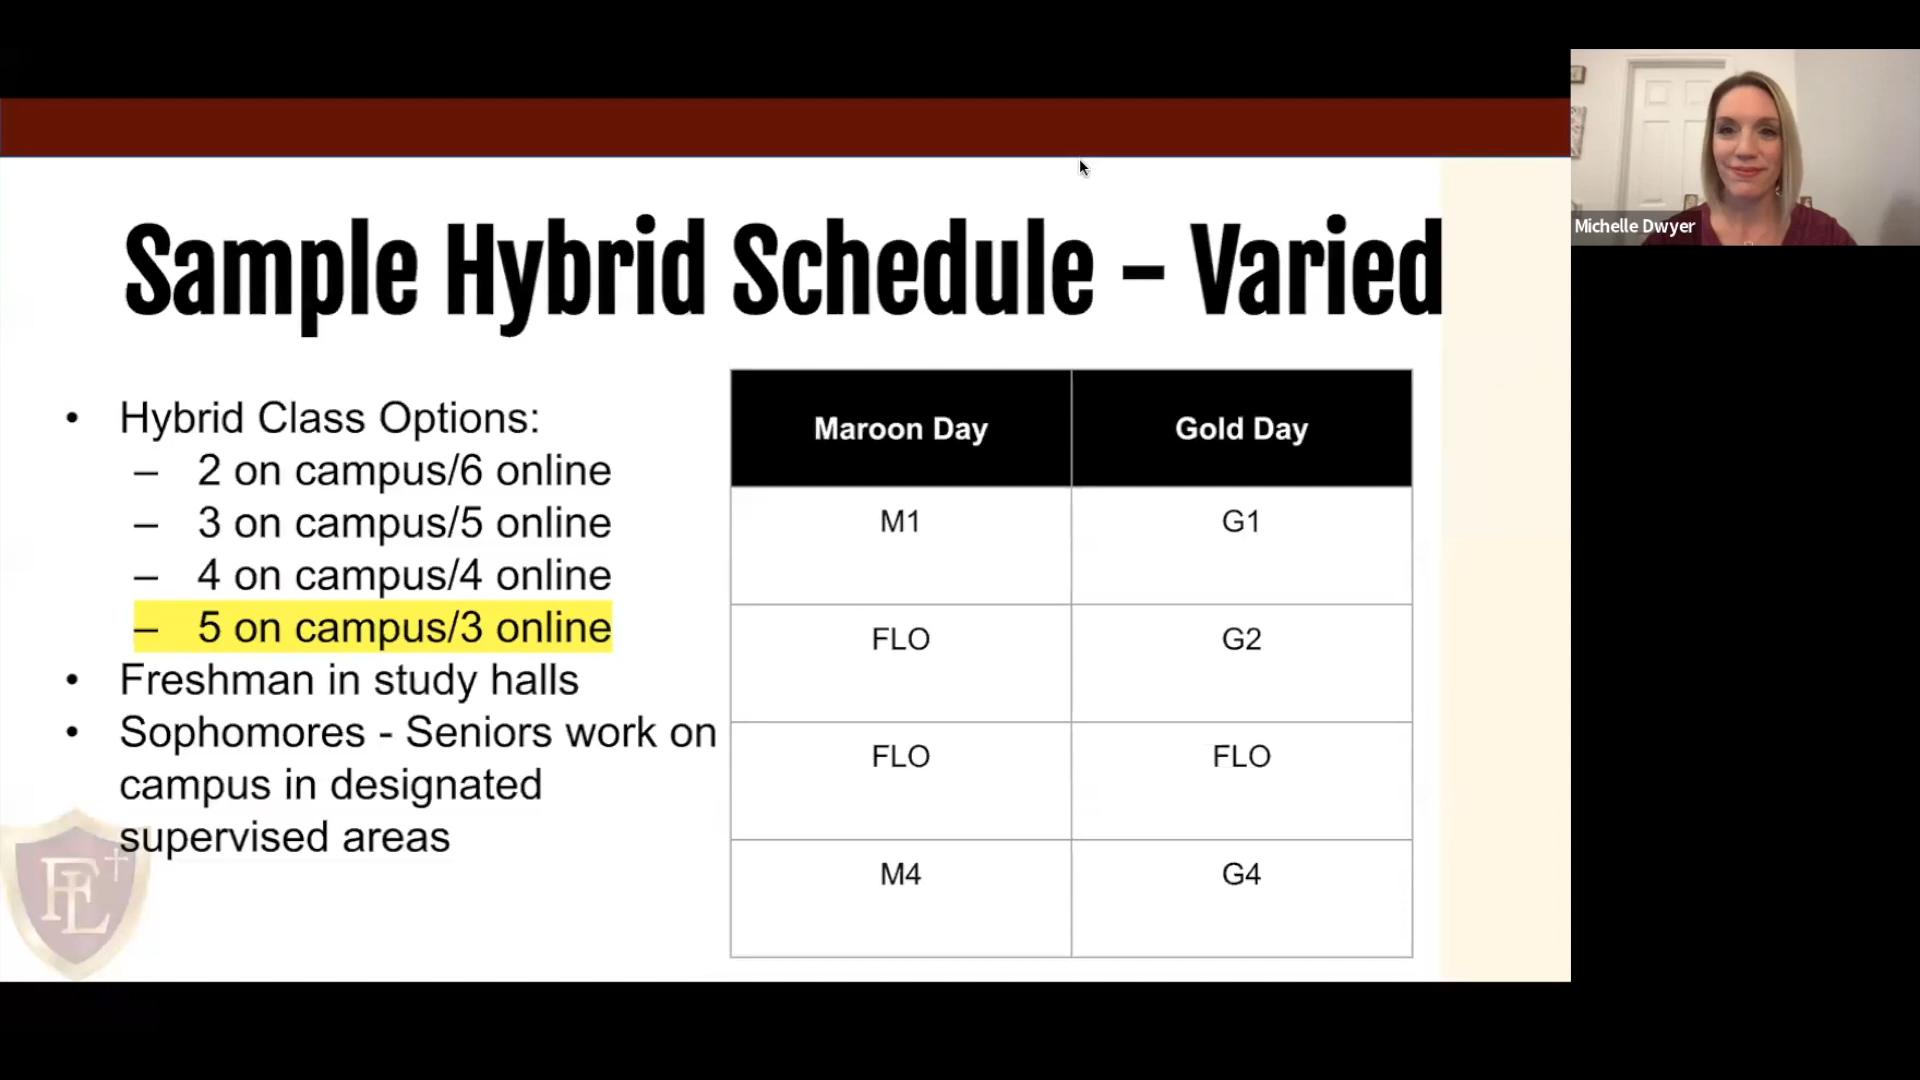 Sample Hybrid Schedule – Varied
• Hybrid Class Options:
– 2 on campus/6 online
– 3 on campus/5 online
– 4 on campus/4 online
– 5 on campus/3 online
• Freshman in study halls
• Sophomores - Seniors work on
campus in designated
supervised areas
Maroon Day Gold Day
M1 G1
FLO G2
FLO FLO
M4 G4
FL
Michelle Dwyer